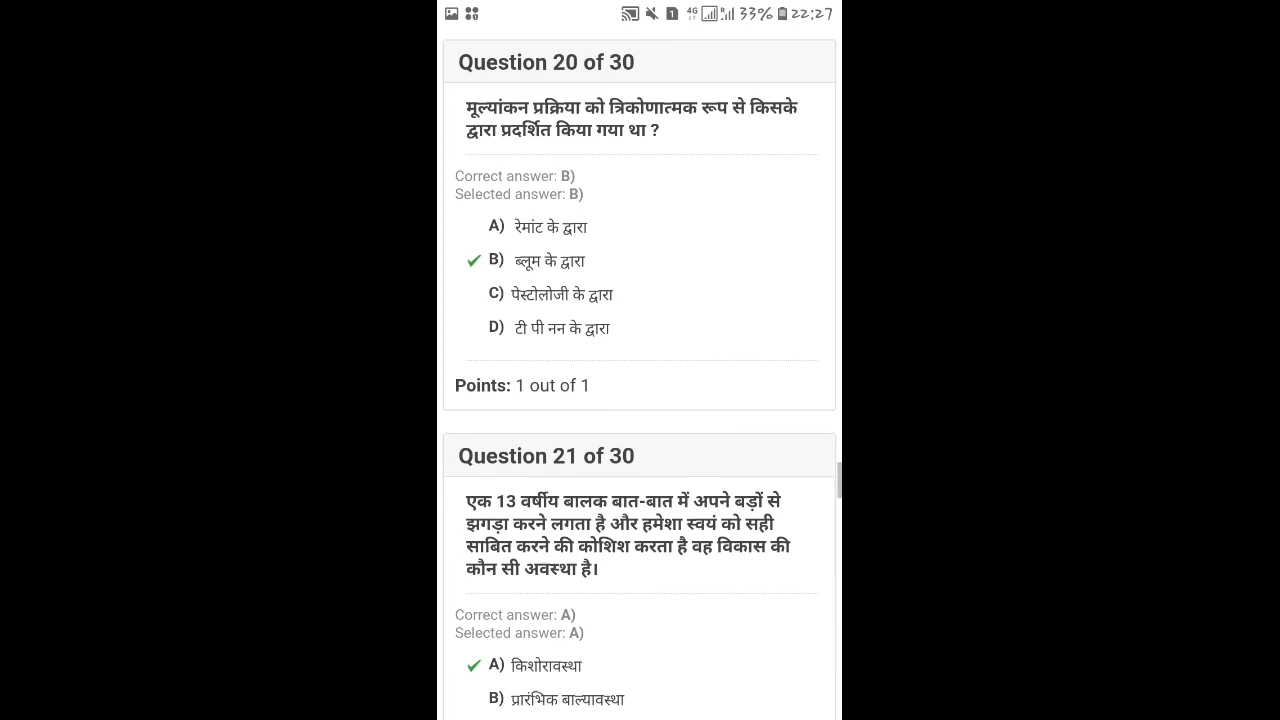 1 4G R 33% 22:27
Question 20 of 30
मूल्यांकन प्रक्रिया को त्रिकोणात्मक रूप से किसके
द्वारा प्रदर्शित किया गया था ?
Correct answer: B)
Selected answer: B)
A) रेमांट के द्वारा
B) ब्लूम के द्वारा
C) पेस्टोलोजी के द्वारा
D) टी पी नन के द्वारा
Points: 1 out of 1
Question 21 of 30
एक 13 वर्षीय बालक बात-बात में अपने बड़ों से
झगड़ा करने लगता है और हमेशा स्वयं को सही
साबित करने की कोशिश करता है वह विकास की
कौन सी अवस्था है।
Correct answer: A)
Selected answer: A)
A) किशोरावस्था
B) प्रारंभिक बाल्यावस्था